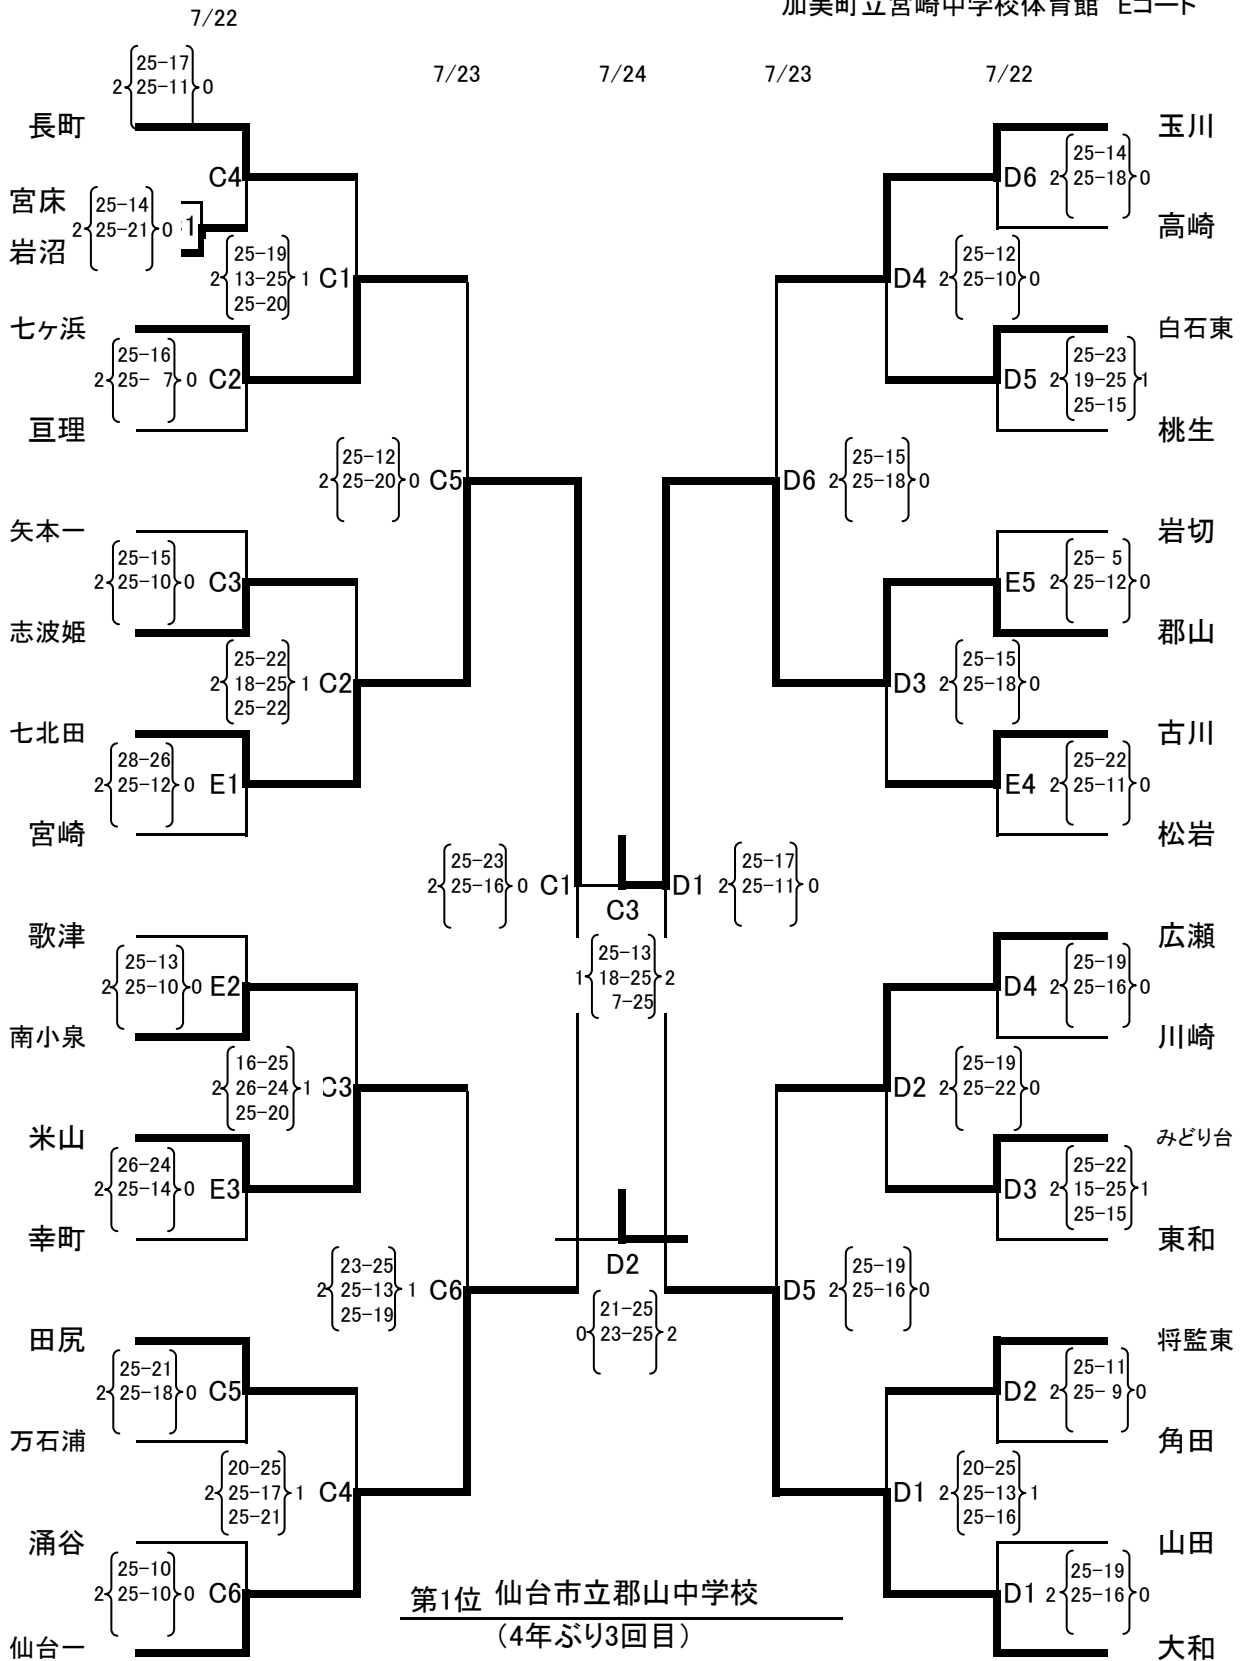 加美町立宮崎中学校体育館 Eコート
7/22
7/23
7/24
7/23
7/22
25-17
2 25-11 0
長町
C4
宮床
25-14
2 25-21 0
1
岩沼
25-19
2 13-25 1 C1
25-20
七ヶ浜
25-16
2 25- 7 0 C2
亘理
25-12
2 25-20 0 C5
矢本一
25-15
2 25-10 0 C3
志波姫
25-22
2 18-25 1 C2
25-22
七北田
28-26
2 25-12 0 E1
宮崎
25-23
2 25-16 0 C1
歌津
25-13
2 25-10 0 E2
南小泉
16-25
2 26-24 1 C3
25-20
米山
26-24
2 25-14 0 E3
幸町
23-25
2 25-13 1 C6
25-19
田尻
25-21
2 25-18 0 C5
万石浦
20-25
2 25-17 1 C4
25-21
涌谷
25-10
2 25-10 0 C6
仙台一
C3
25-13
1 18-25 2
7-25
D2
21-25
0 23-25 2
玉川
25-14
D6 2 25-18 0
高崎
25-12
D4 2 25-10 0
白石東
25-23
D5 2 19-25 1
25-15
桃生
25-15
D6 2 25-18 0
岩切
25- 5
E5 2 25-12 0
郡山
25-15
D3 2 25-18 0
古川
25-22
E4 2 25-11 0
松岩
25-17
D1 2 25-11 0
広瀬
25-19
D4 2 25-16 0
川崎
25-19
D2 2 25-22 0
みどり台
25-22
D3 2 15-25 1
25-15
東和
25-19
D5 2 25-16 0
将監東
25-11
D2 2 25- 9 0
角田
20-25
D1 2 25-13 1
25-16
山田
25-19
D1 2 25-16 0
大和
第1位 仙台市立郡山中学校
(4年ぶり3回目)